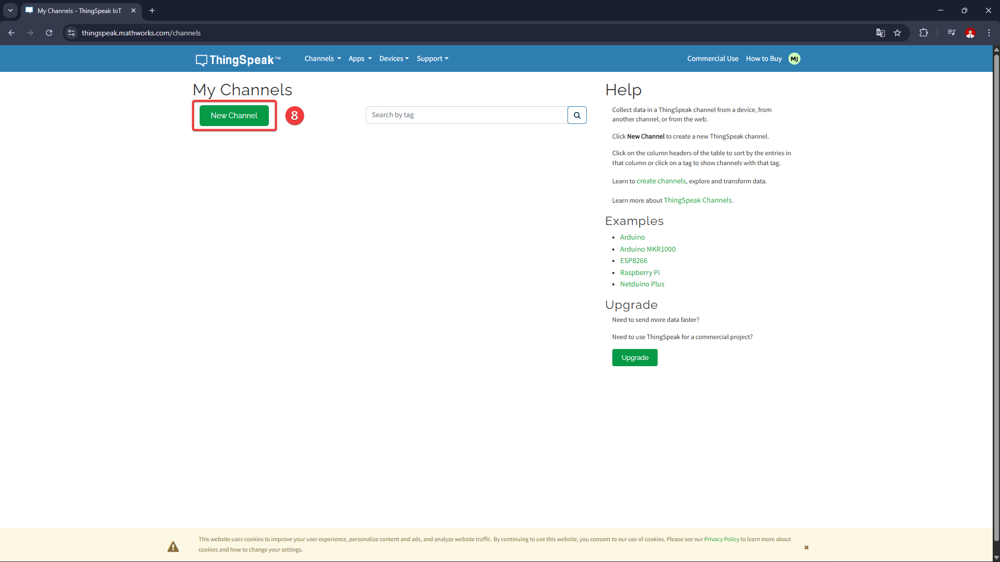 My Channels - ThingSpeak IoT
thingspeak.mathworks.com/channels
ThingSpeak™
Channels Apps Devices Support
Commercial Use How to Buy MJ
My Channels
New Channel
8
Search by tag
Help
Collect data in a ThingSpeak channel from a device, from
another channel, or from the web.
Click New Channel to create a new ThingSpeak channel.
Click on the column headers of the table to sort by the entries in
that column or click on a tag to show channels with that tag.
Learn to create channels, explore and transform data.
Learn more about ThingSpeak Channels.
Examples
• Arduino
• Arduino MKR1000
• ESP8266
• Raspberry Pi
• Netduino Plus
Upgrade
Need to send more data faster?
Need to use ThingSpeak for a commercial project?
Upgrade
This website uses cookies to improve your user experience, personalize content and ads, and analyze website traffic. By continuing to use this website, you consent to our use of cookies. Please see our Privacy Policy to learn more about
cookies and how to change your settings.